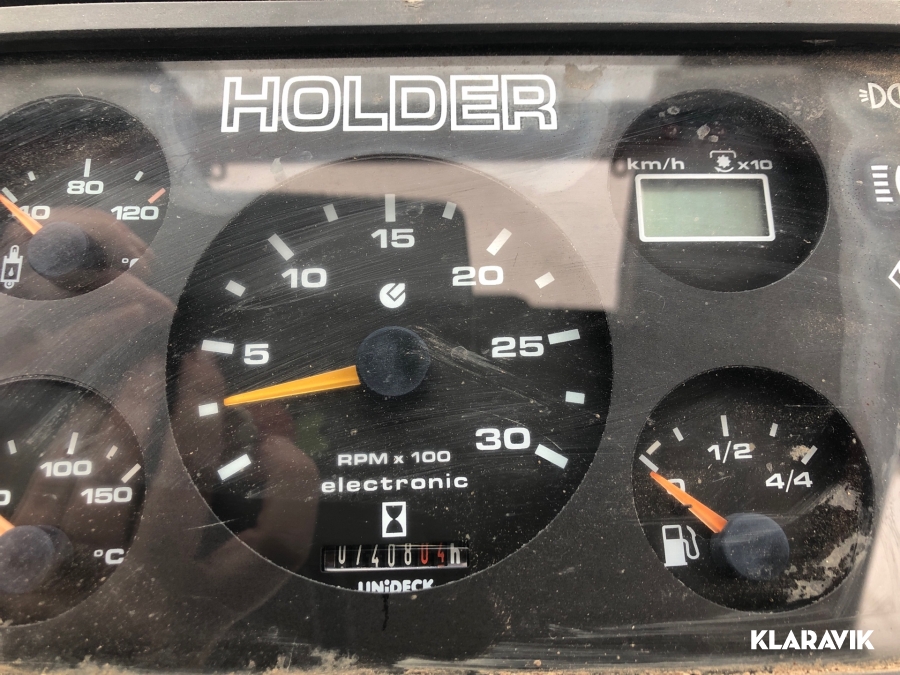 HOLDER
80
120
km/h
x10
15
10
20
5
25
30
RPM x 100
electronic
h
UNiDECK
100
150
°C
1/2
4/4
KLARAVIK